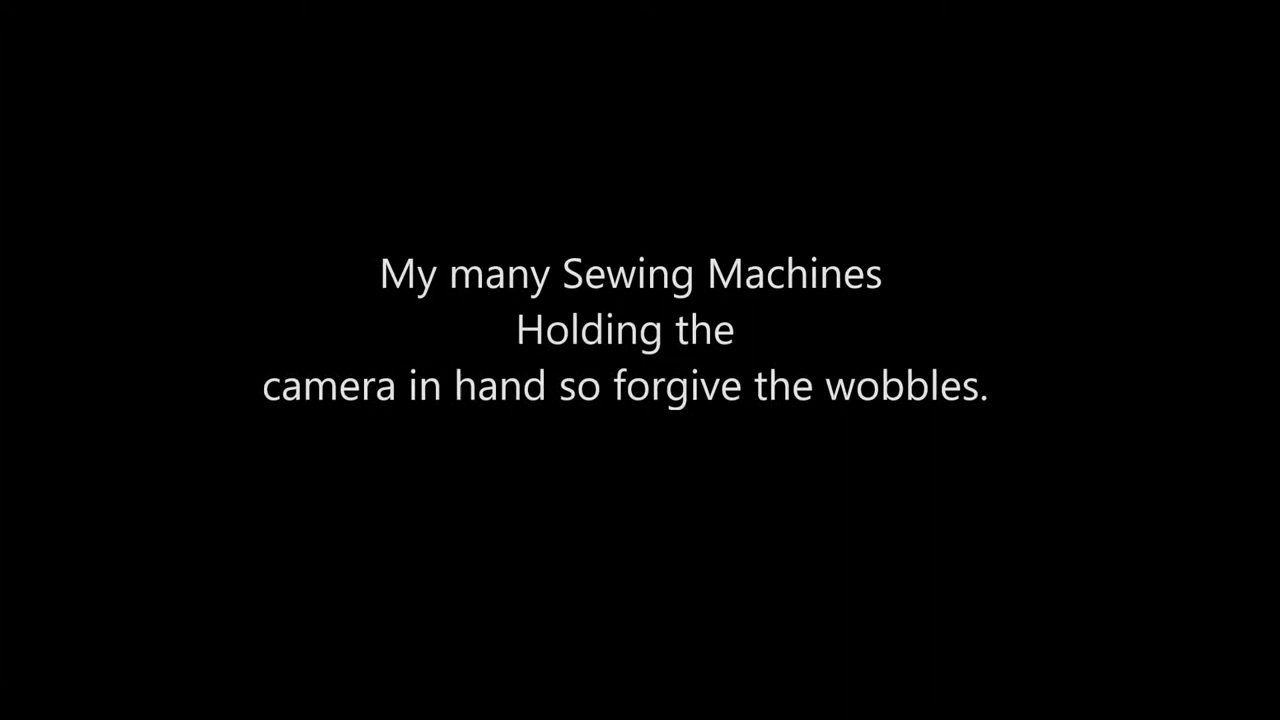 My many Sewing Machines
Holding the
camera in hand so forgive the wobbles.